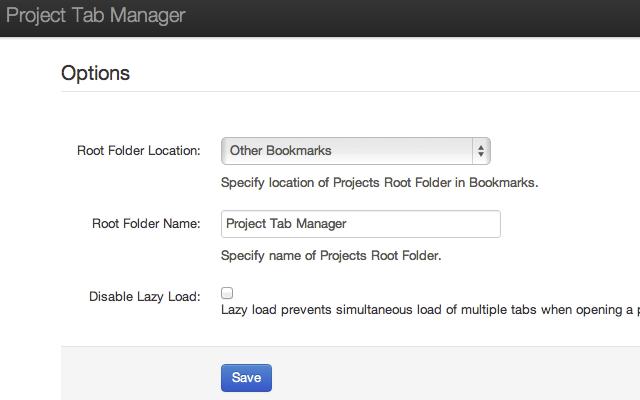 Project Tab Manager
Options
Root Folder Location:
Other Bookmarks
Specify location of Projects Root Folder in Bookmarks.
Root Folder Name:
Project Tab Manager
Specify name of Projects Root Folder.
Disable Lazy Load:
Lazy load prevents simultaneous load of multiple tabs when opening a
Save